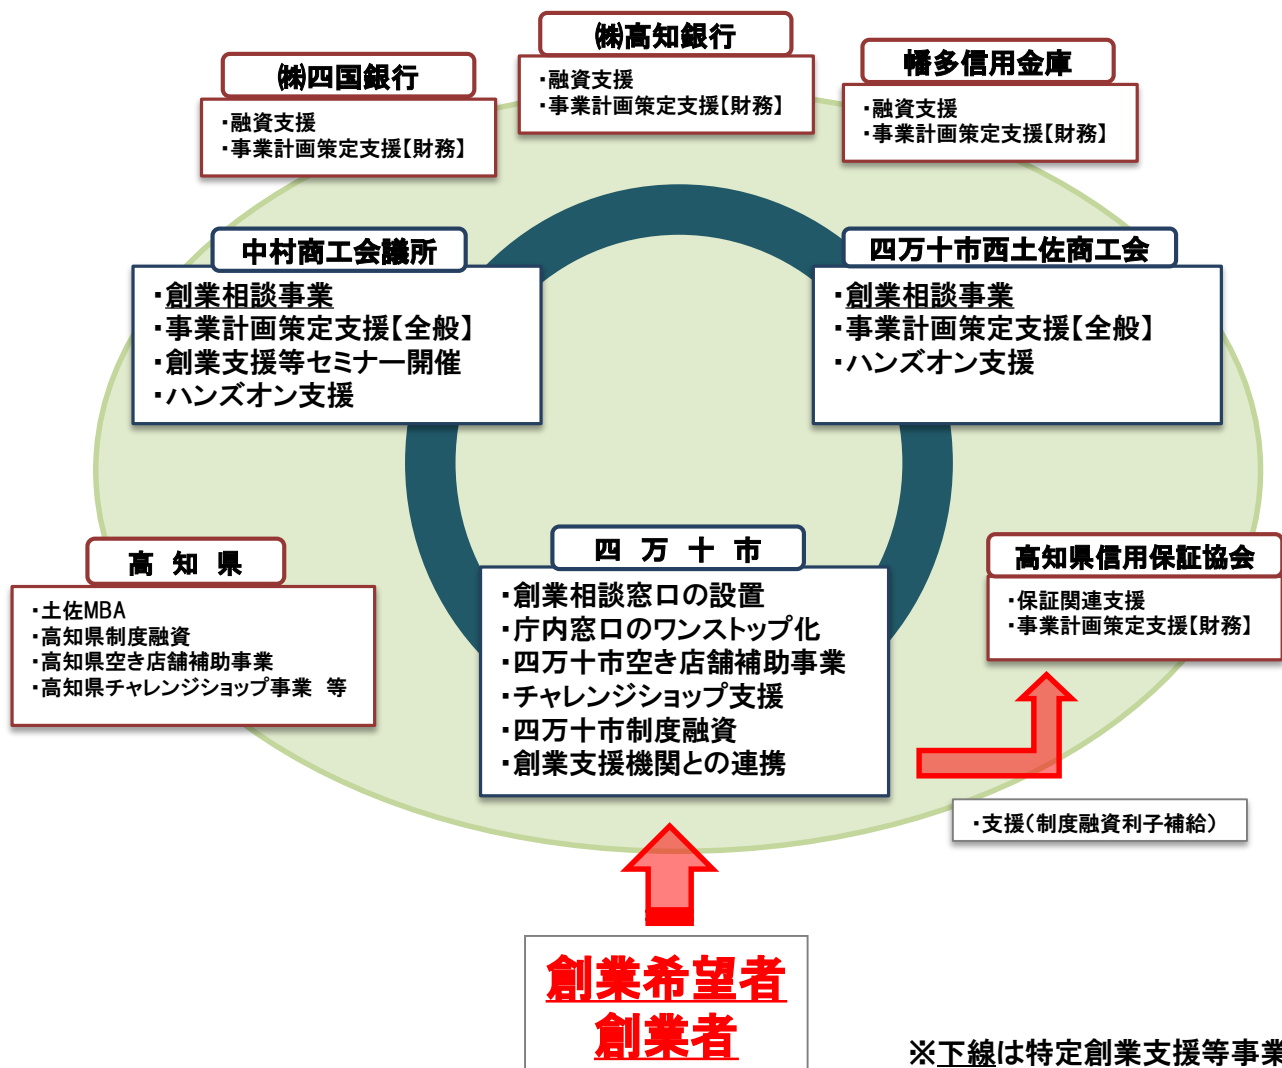 ㈱高知銀行
・融資支援
・事業計画策定支援【財務】
㈱四国銀行
・融資支援
・事業計画策定支援【財務】
幡多信用金庫
・融資支援
・事業計画策定支援【財務】
中村商工会議所
・創業相談事業
・事業計画策定支援【全般】
・創業支援等セミナー開催
・ハンズオン支援
四万十市西土佐商工会
・創業相談事業
・事業計画策定支援【全般】
・ハンズオン支援
高 知 県
・土佐MBA
・高知県制度融資
・高知県空き店舗補助事業
・高知県チャレンジショップ事業 等
四 万 十 市
・創業相談窓口の設置
・庁内窓口のワンストップ化
・四万十市空き店舗補助事業
・チャレンジショップ支援
・四万十市制度融資
・創業支援機関との連携
高知県信用保証協会
・保証関連支援
・事業計画策定支援【財務】
・支援（制度融資利子補給）
創業希望者
創業者
※下線は特定創業支援等事業